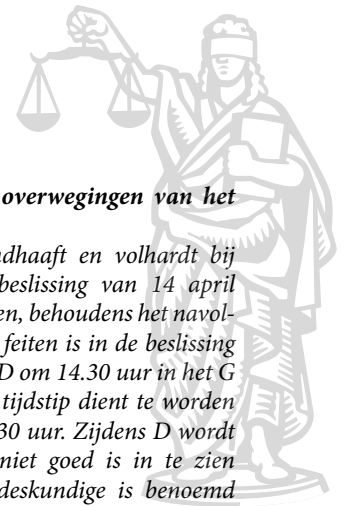 overwegingen van het
ndhaaft en volhardt bij
beslissing van 14 april
en, behoudens het navol-
feiten is in de beslissing
D om 14.30 uur in het G
tijdstip dient te worden
30 uur. Zijdens D wordt
niet goed is in te zien
deskundige is benoemd